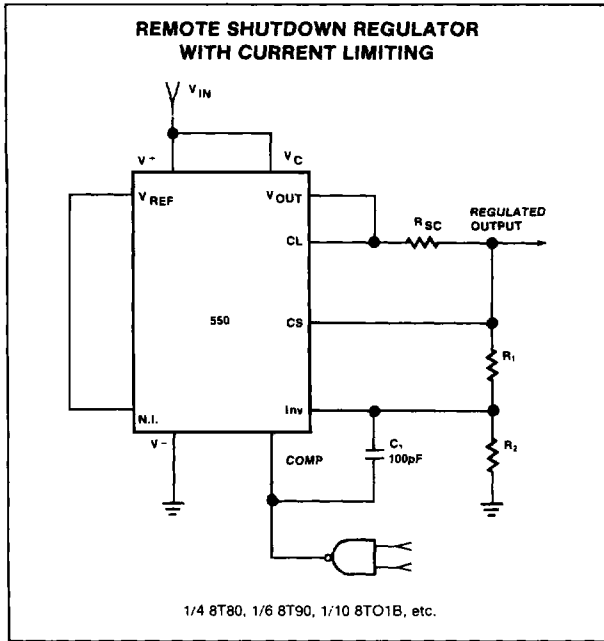 REMOTE SHUTDOWN REGULATOR
WITH CURRENT LIMITING
VIN
V+
VC
VREF
VOUT
CL
RSC
REGULATED
OUTPUT
550
CS
R1
N.I.
Inv
V-
COMP
C1
100pF
R2
1/4 8T80, 1/6 8T90, 1/10 8TO1B, etc.